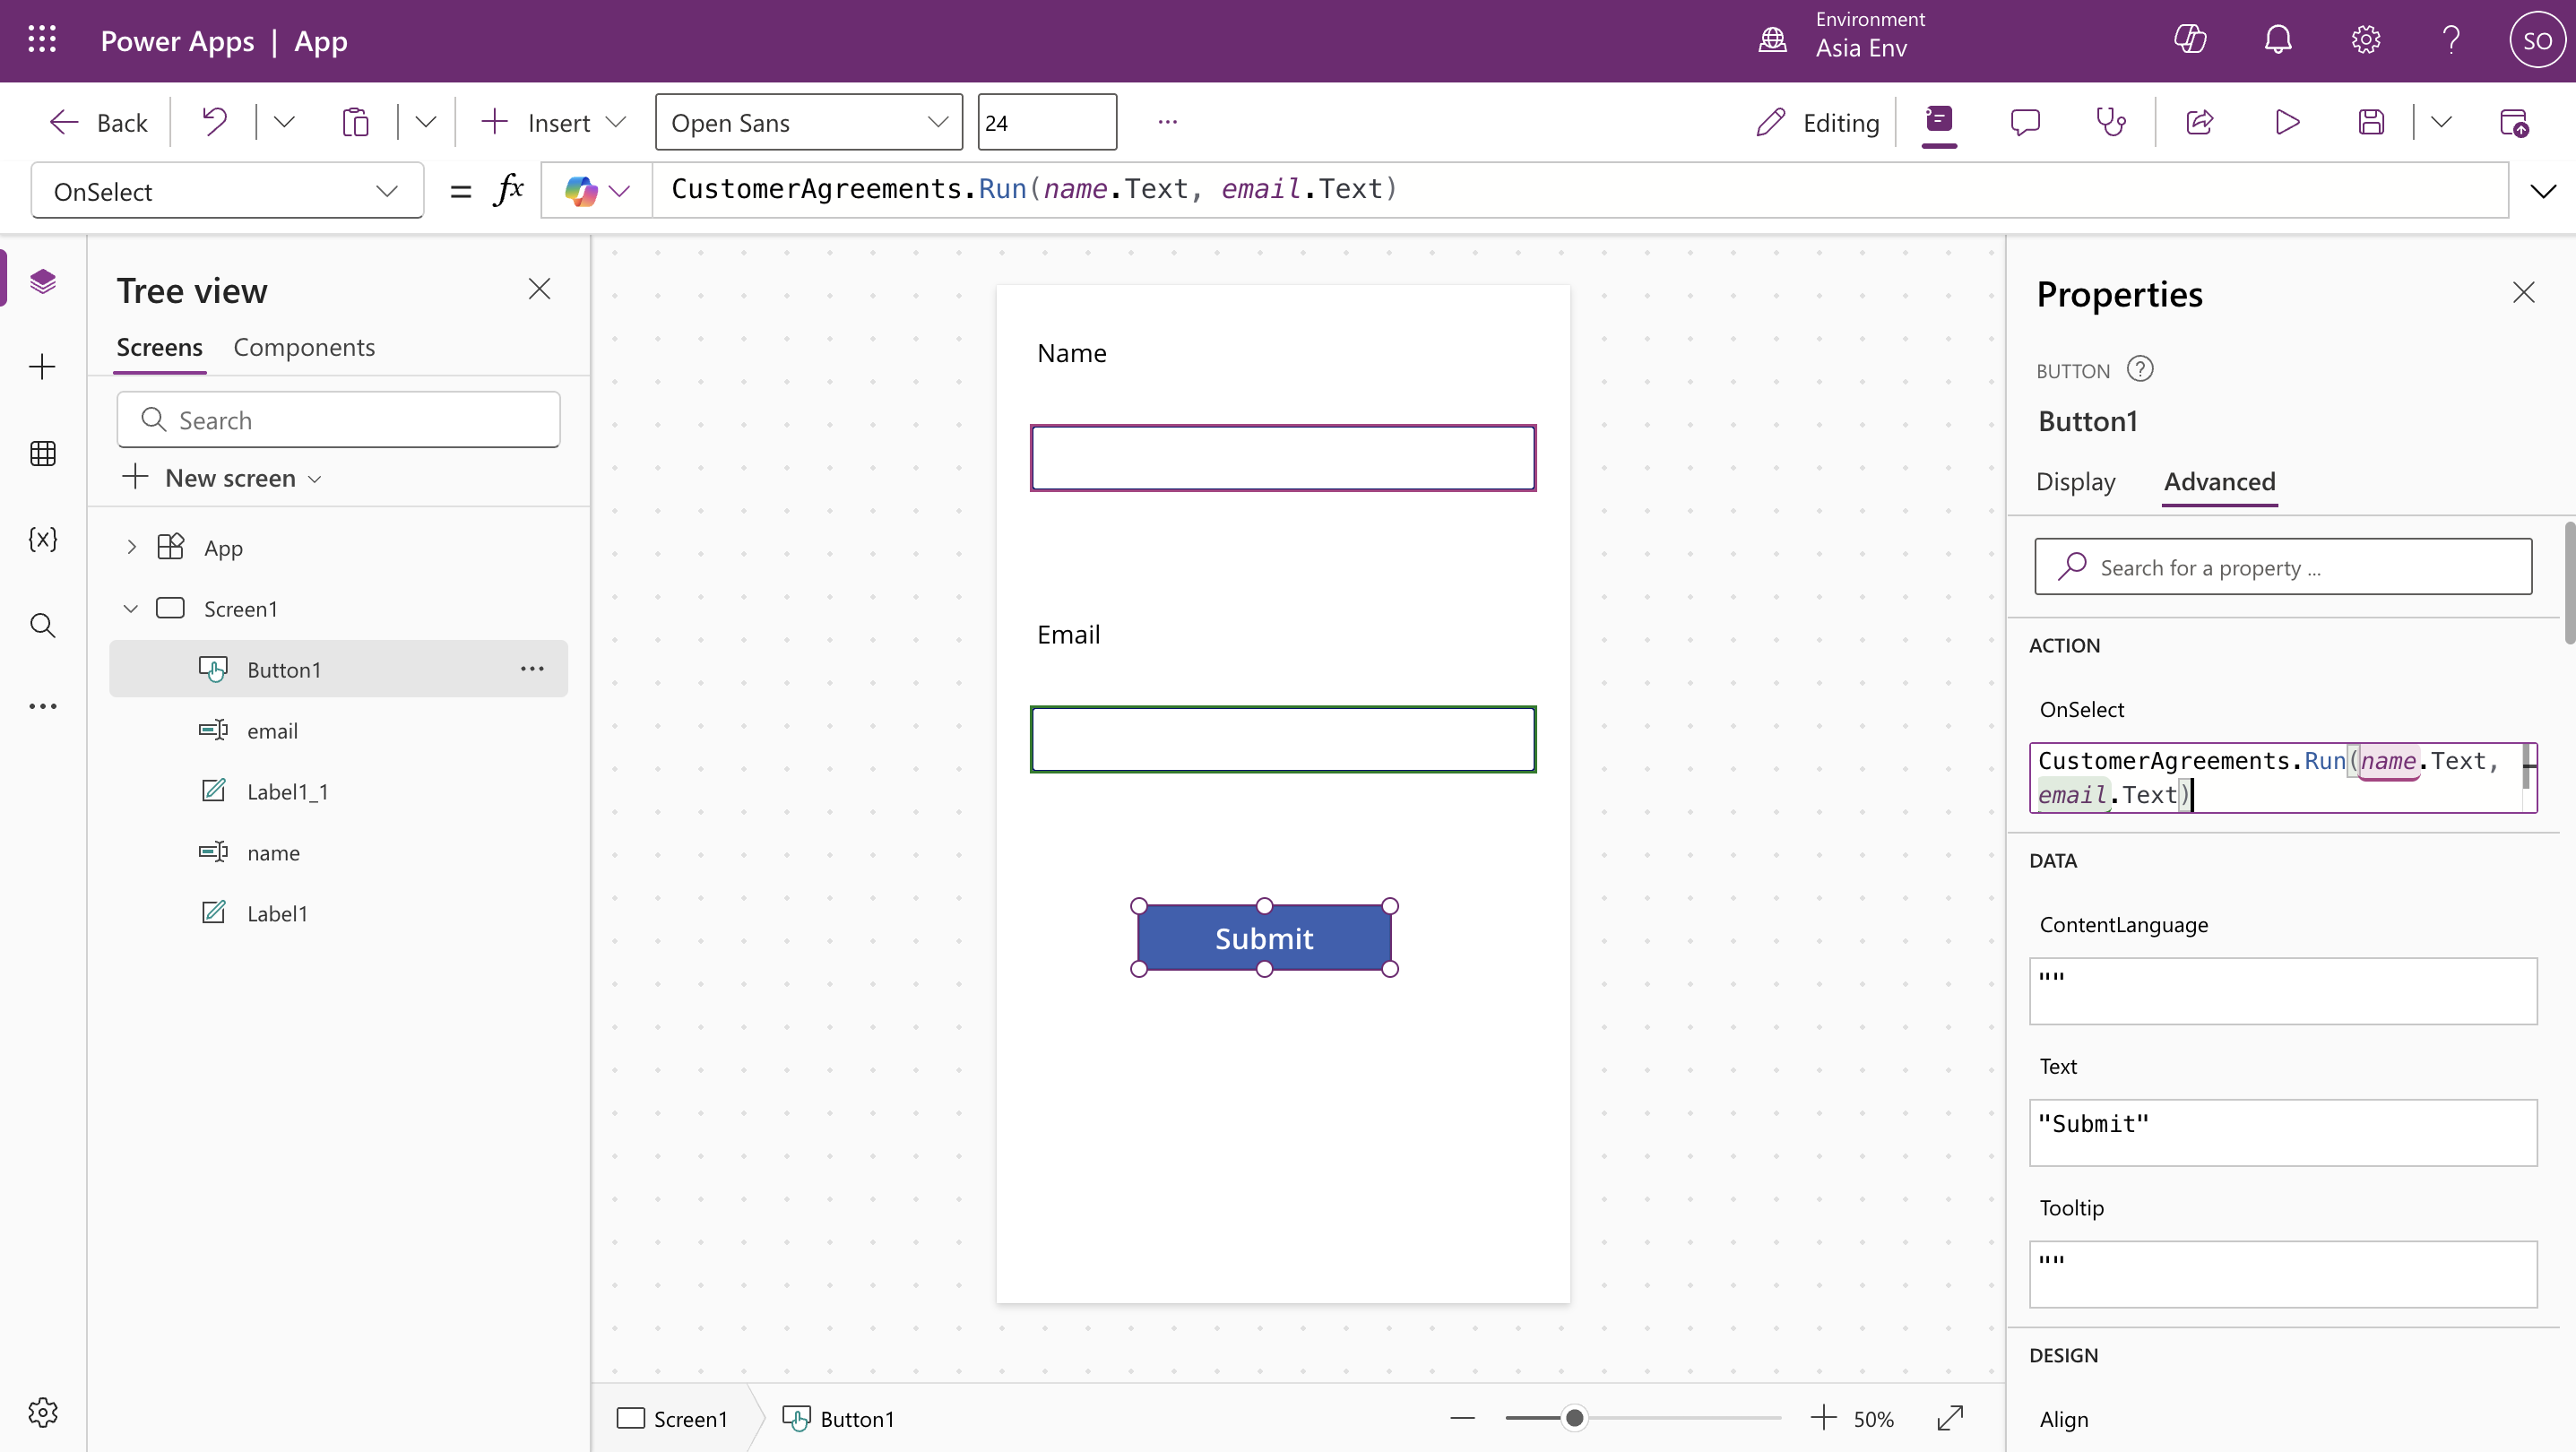 Power Apps | App
Environment
Asia Env
SO
Back
Insert
Open Sans
24
Editing
OnSelect
= fx
CustomerAgreements.Run(name.Text, email.Text)
Tree view
Screens
Components
Search
New screen
App
Screen1
Button1
email
Label1_1
name
Label1
{x}
Name
Email
Submit
Screen1
Button1
50%
Properties
BUTTON
Button1
Display
Advanced
Search for a property ...
ACTION
OnSelect
CustomerAgreements.Run(name.Text,
email.Text)
DATA
ContentLanguage
""
Text
"Submit"
Tooltip
""
DESIGN
Align